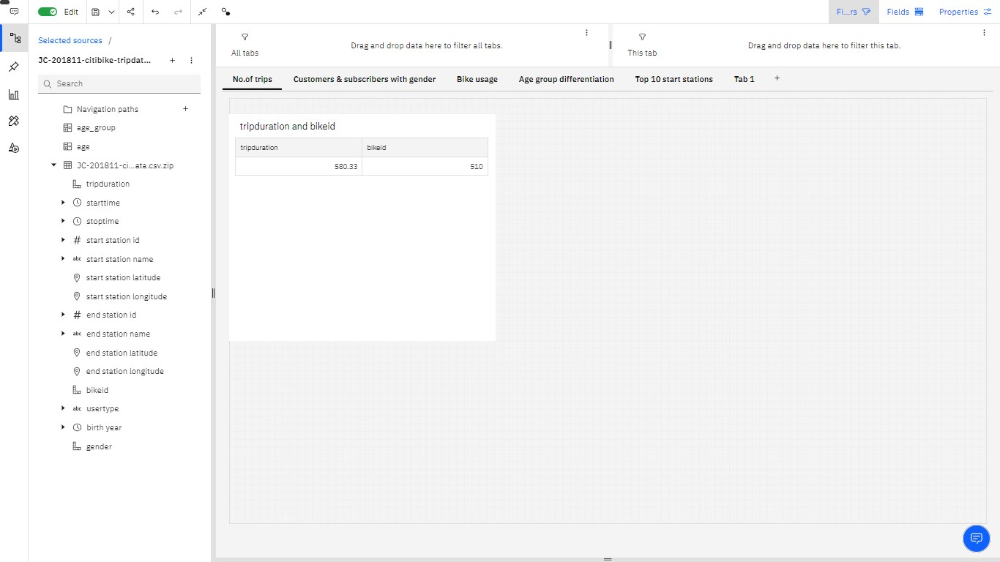 Edit
Fi...rs
Fields
Properties
Selected sources /
JC-201811-citibike-tripdat...
Search
Navigation paths
age_group
age
JC-201811-ci...ata.csv.zip
tripduration
starttime
stoptime
# start station id
abc start station name
start station latitude
start station longitude
# end station id
abc end station name
end station latitude
end station longitude
bikeid
abc usertype
birth year
gender
All tabs
Drag and drop data here to filter all tabs.
This tab
Drag and drop data here to filter this tab.
No.of trips
Customers & subscribers with gender
Bike usage
Age group differentiation
Top 10 start stations
Tab 1
tripduration and bikeid
tripduration bikeid
580.33 510